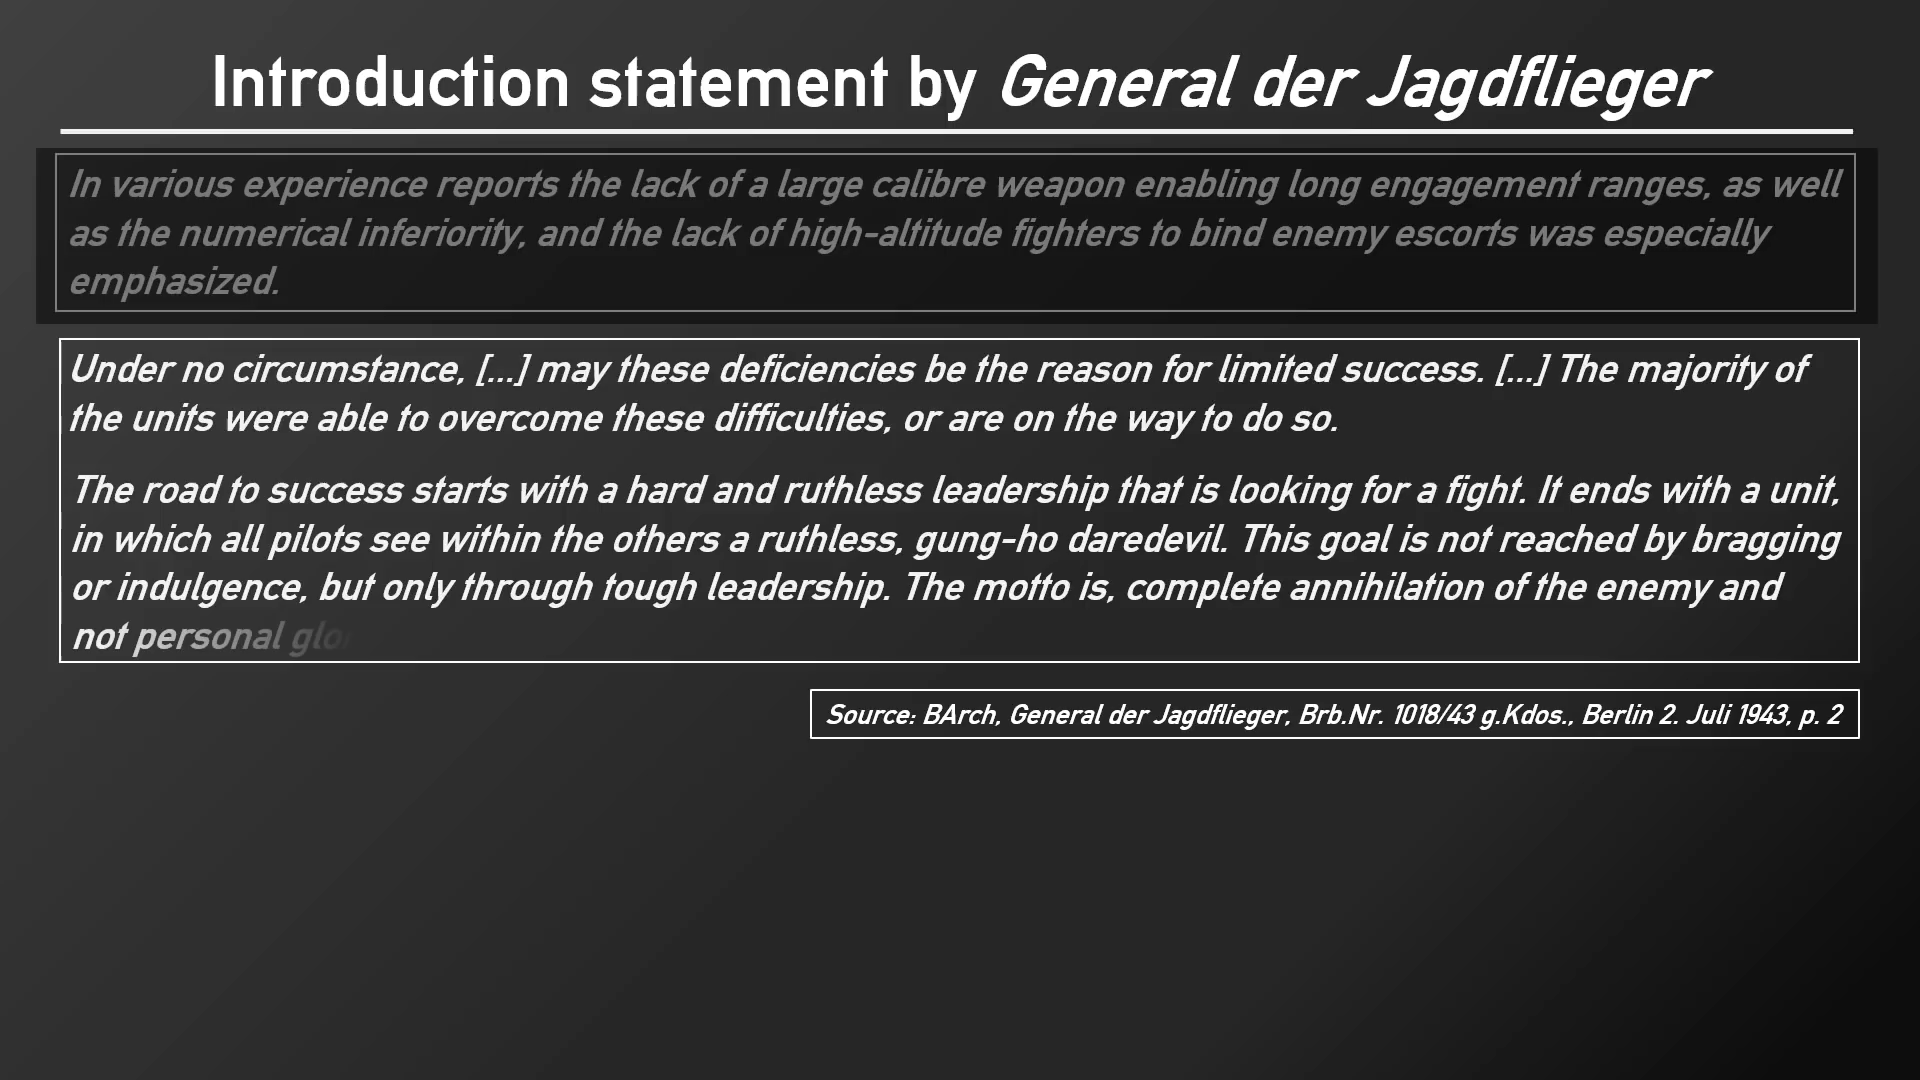 Introduction statement by General der Jagdflieger
In various experience reports the lack of a large calibre weapon enabling long engagement ranges, as well
as the numerical inferiority, and the lack of high-altitude fighters to bind enemy escorts was especially
emphasized.
Under no circumstance, [...] may these deficiencies be the reason for limited success. [...] The majority of
the units were able to overcome these difficulties, or are on the way to do so.
The road to success starts with a hard and ruthless leadership that is looking for a fight. It ends with a unit,
in which all pilots see within the others a ruthless, gung-ho daredevil. This goal is not reached by bragging
or indulgence, but only through tough leadership. The motto is, complete annihilation of the enemy and
not personal
Source: BArch, General der Jagdflieger, Brb.Nr. 1018/43 g.Kdos., Berlin 2. Juli 1943, p. 2